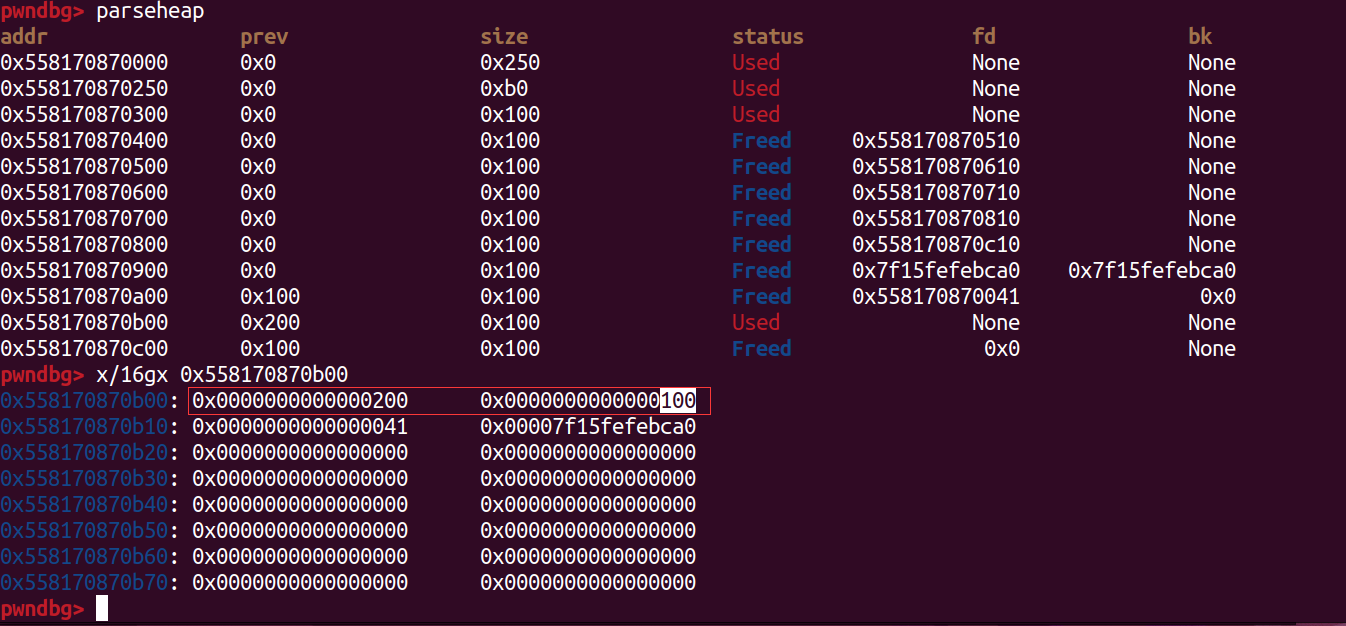 pwndbg> parseheap
addr prev size status fd bk
0x558170870000 0x0 0x250 Used None None
0x558170870250 0x0 0xb0 Used None None
0x558170870300 0x0 0x100 Used None None
0x558170870400 0x0 0x100 Freed 0x558170870510 None
0x558170870500 0x0 0x100 Freed 0x558170870610 None
0x558170870600 0x0 0x100 Freed 0x558170870710 None
0x558170870700 0x0 0x100 Freed 0x558170870810 None
0x558170870800 0x0 0x100 Freed 0x558170870c10 None
0x558170870900 0x0 0x100 Freed 0x7f15fefebca0 0x7f15fefebca0
0x558170870a00 0x100 0x100 Freed 0x558170870041 0x0
0x558170870b00 0x200 0x100 Used None None
0x558170870c00 0x100 0x100 Freed 0x0 None
pwndbg> x/16gx 0x558170870b00
0x558170870b00: 0x0000000000000200 0x0000000000000100
0x558170870b10: 0x0000000000000041 0x00007f15fefebca0
0x558170870b20: 0x0000000000000000 0x0000000000000000
0x558170870b30: 0x0000000000000000 0x0000000000000000
0x558170870b40: 0x0000000000000000 0x0000000000000000
0x558170870b50: 0x0000000000000000 0x0000000000000000
0x558170870b60: 0x0000000000000000 0x0000000000000000
0x558170870b70: 0x0000000000000000 0x0000000000000000
pwndbg>